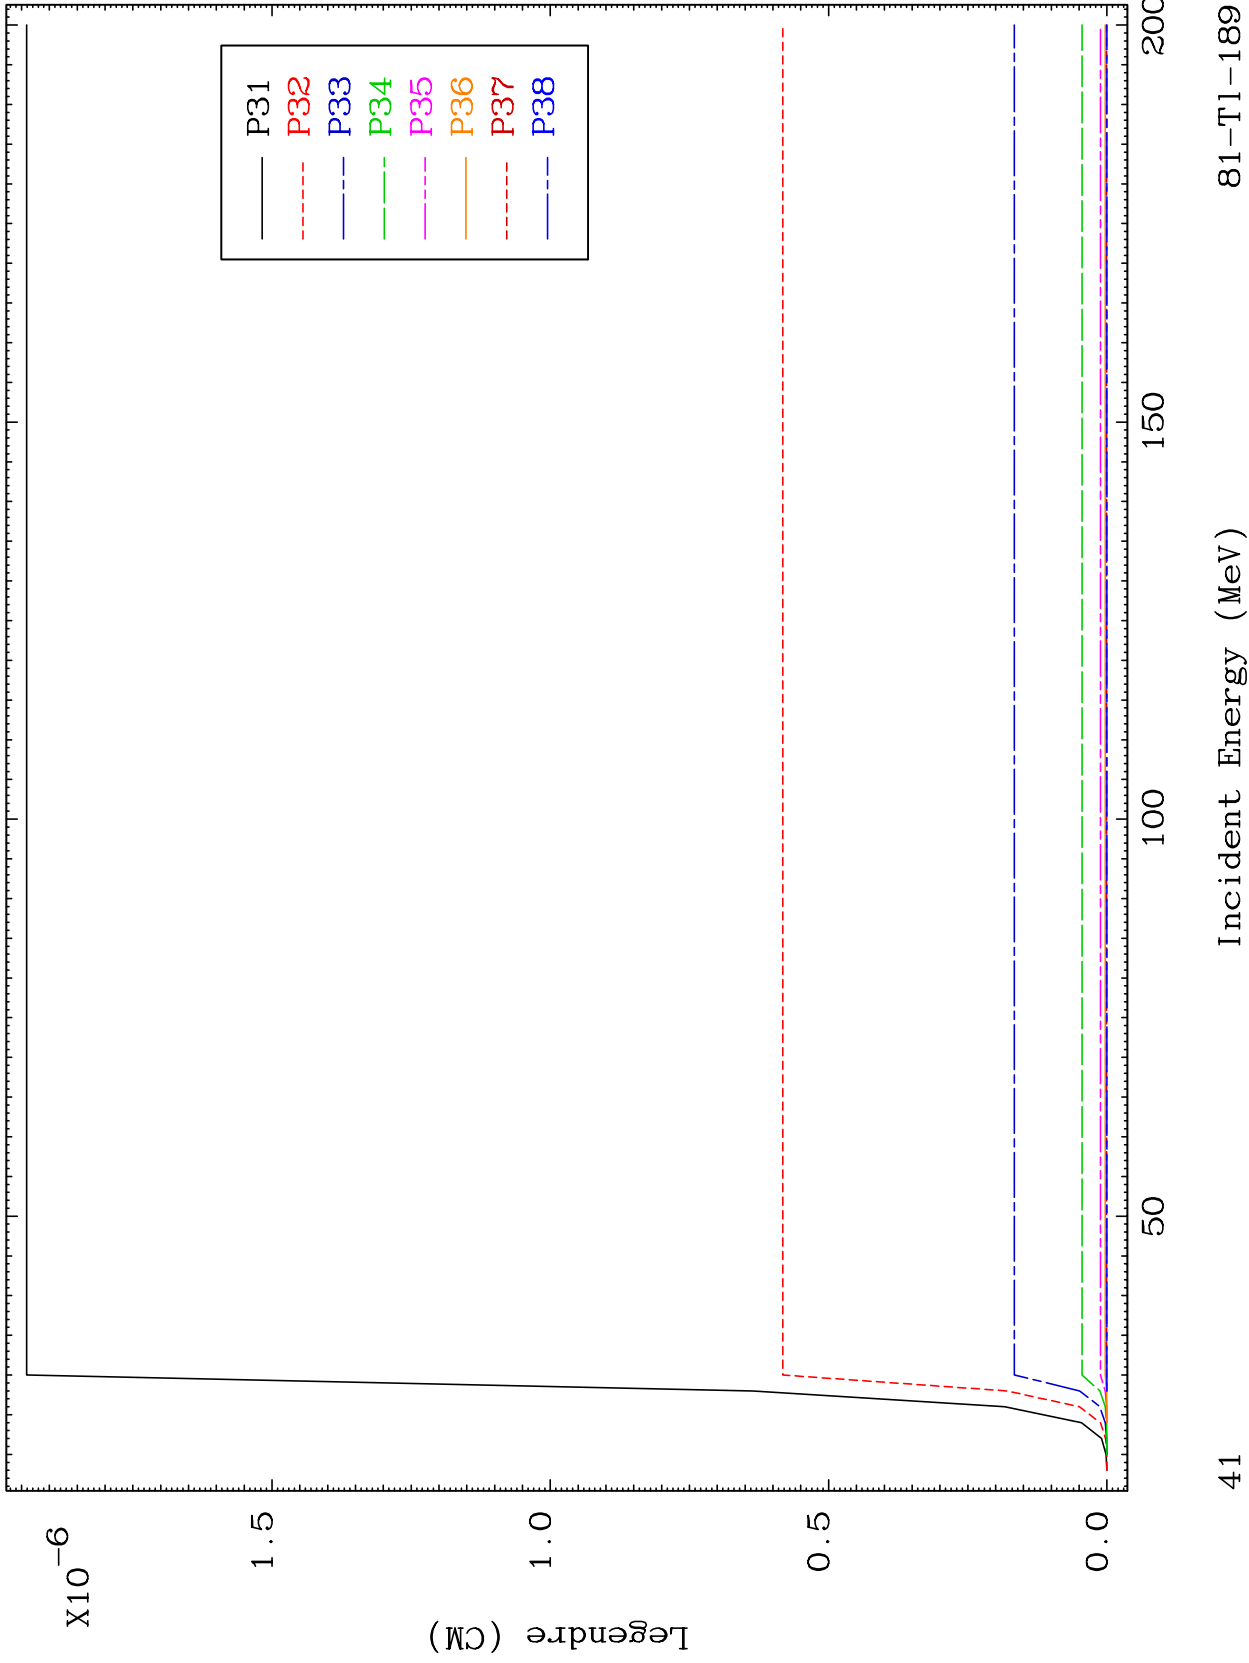 X10-6
1.5
1.0
0.5
0.0
Legendre (CM)
P31
P32
P33
P34
P35
P36
P37
P38
50
100
150
200
Incident Energy (MeV)
41
81-Tl-189